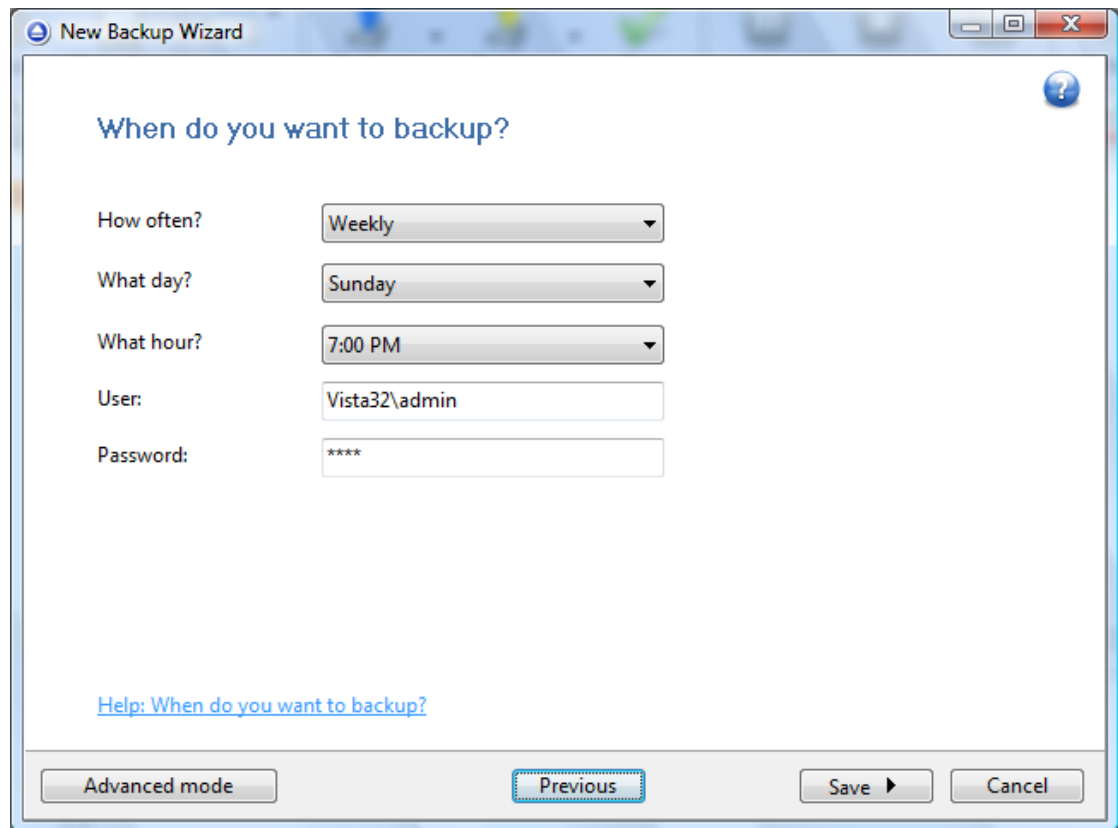 New Backup Wizard
When do you want to backup?
How often? Weekly
What day? Sunday
What hour? 7:00 PM
User: Vista32\admin
Password: ****
Help: When do you want to backup?
Advanced mode Previous Save Cancel